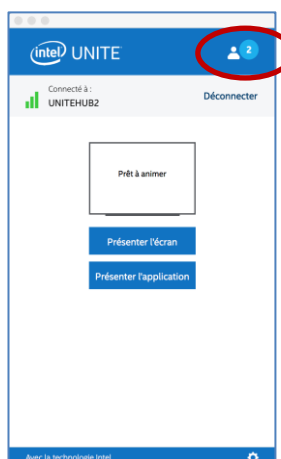 intel UNITE
2
Connecté à :
UNITEHUB2
Déconnecter
Prêt à animer
Présenter l'écran
Présenter l'application
Avec la technologie Intel